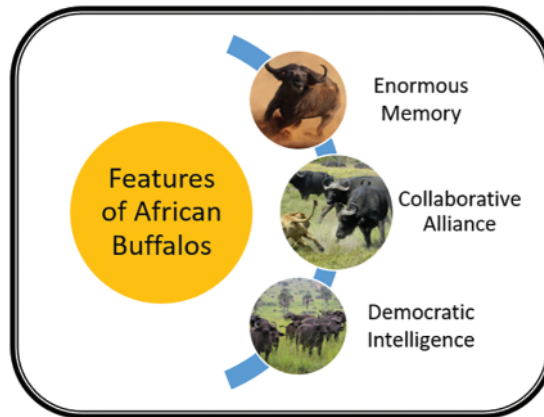 Features
of African
Buffalos
Enormous
Memory
Collaborative
Alliance
Democratic
Intelligence